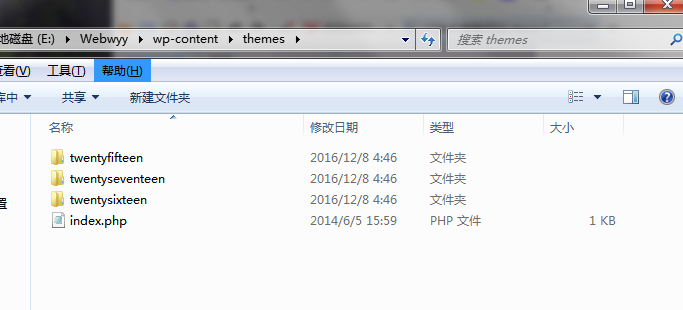 地磁盘 (E:) ▶ Webwyy ▶ wp-content ▶ themes ▶ 搜索 themes
查看(V) 工具(T) 帮助(H)
库中 共享 新建文件夹
名称 修改日期 类型 大小
twentyfifteen 2016/12/8 4:46 文件夹
twentyseventeen 2016/12/8 4:46 文件夹
twentysixteen 2016/12/8 4:46 文件夹
index.php 2014/6/5 15:59 PHP 文件 1 KB
置